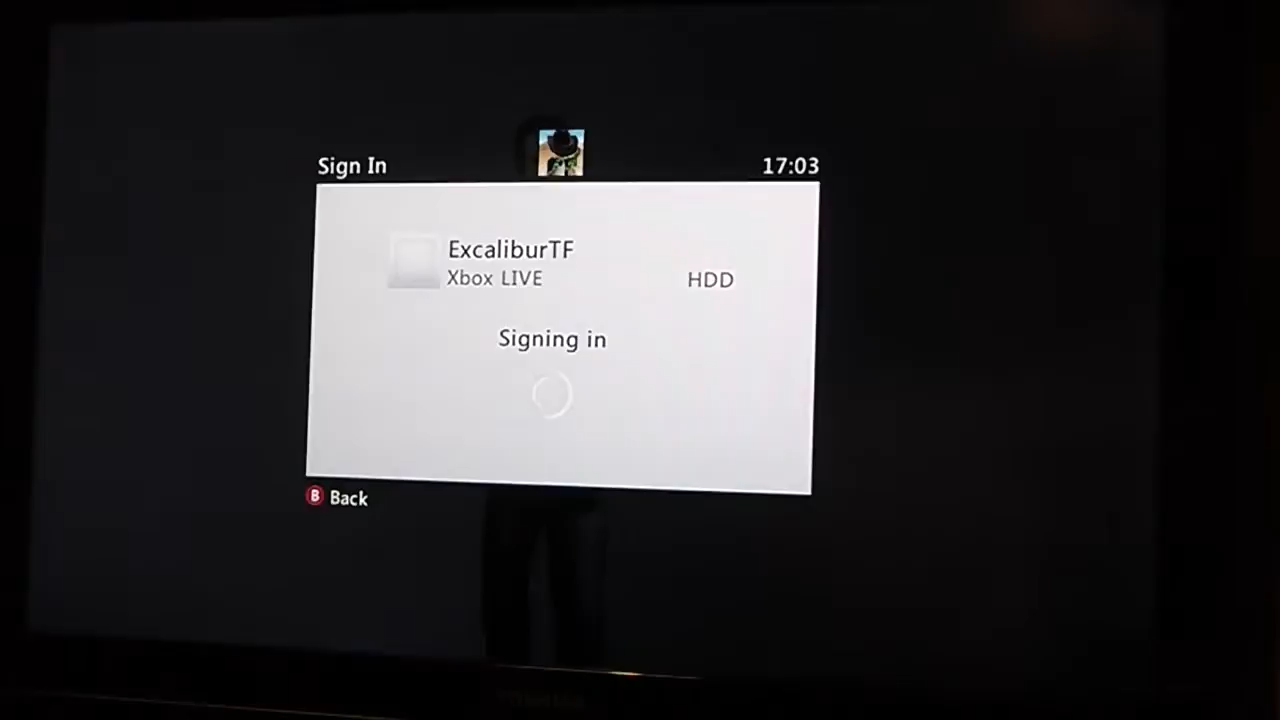 Sign In
17:03
ExcaliburTF
Xbox LIVE
HDD
Signing in
B Back